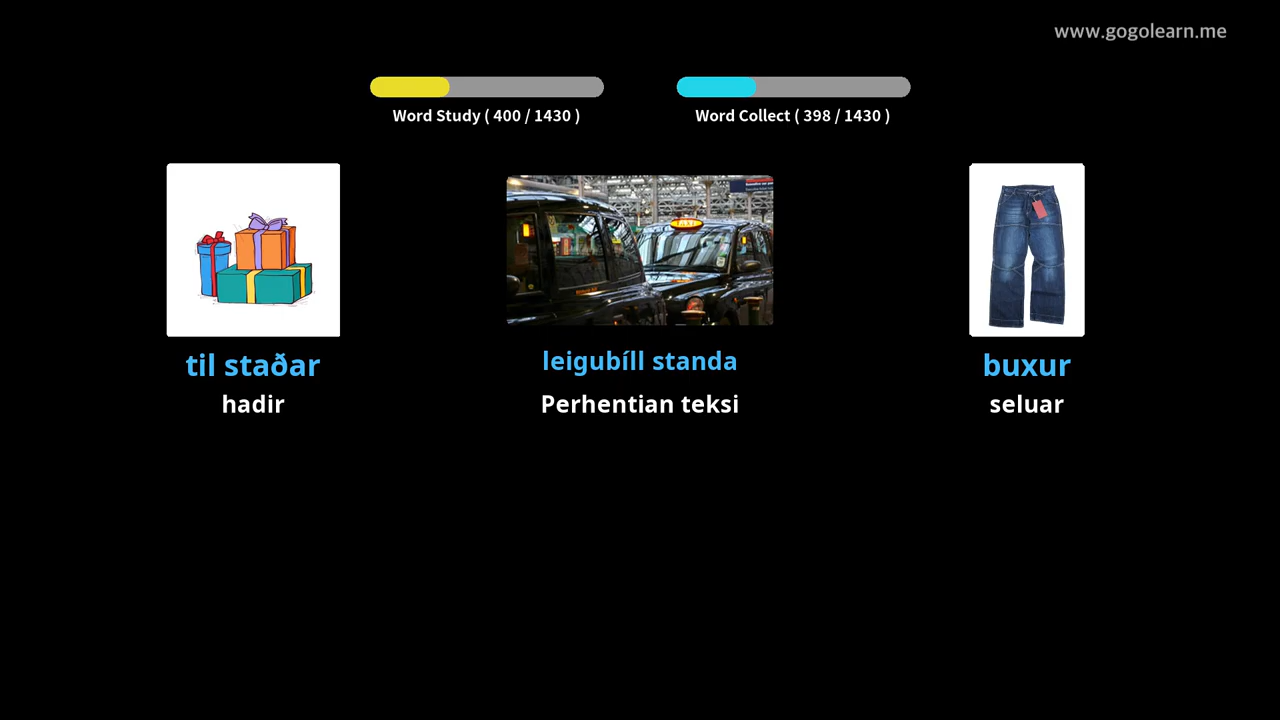 www.gogolearn.me
Word Study ( 400 / 1430 )
Word Collect ( 398 / 1430 )
TAXI
til staðar
leigubíll standa
buxur
hadir
Perhentian teksi
seluar